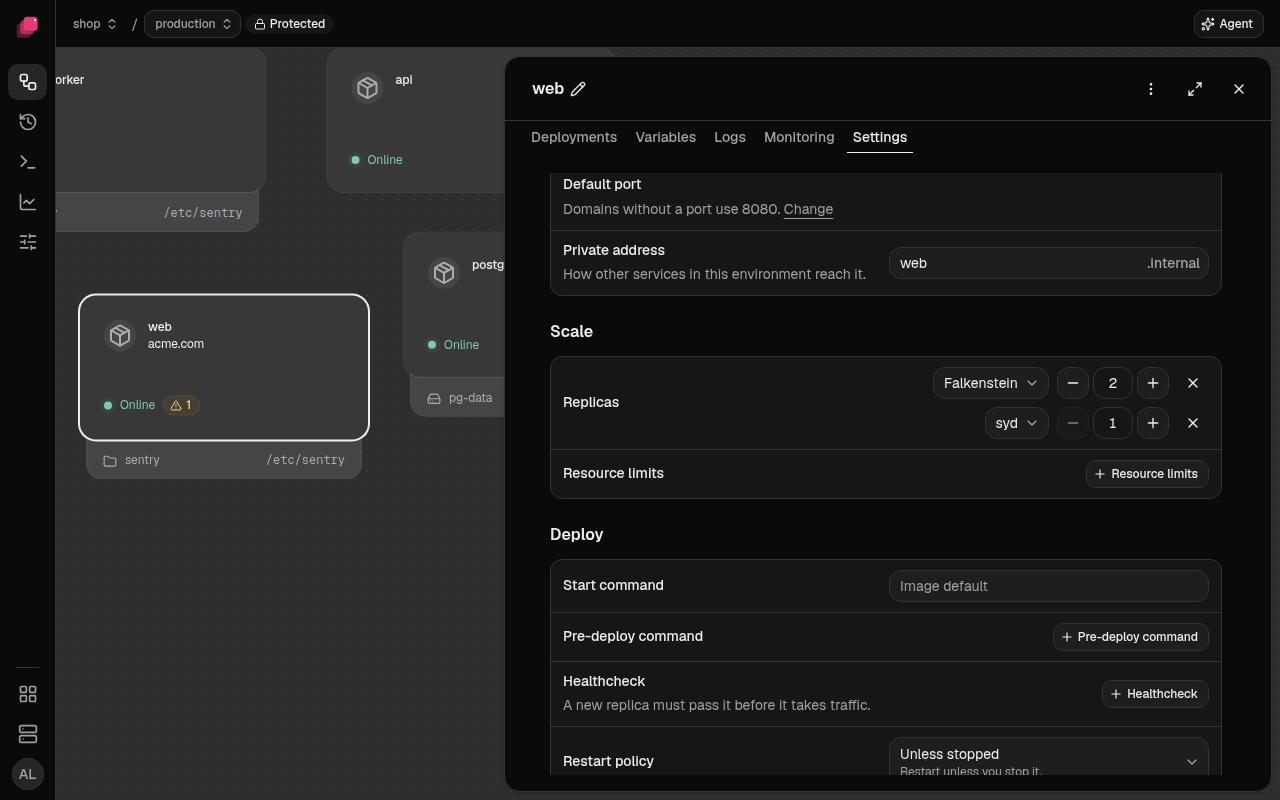 shop / production Protected Agent
orker
/etc/sentry
api
Online
postg
Online
pg-data
web
acme.com
Online 1
sentry /etc/sentry
AL
web
Deployments Variables Logs Monitoring Settings
Default port
Domains without a port use 8080. Change
Private address
How other services in this environment reach it.
web .internal
Scale
Replicas
Falkenstein 2
syd 1
Resource limits
Resource limits
Deploy
Start command
Image default
Pre-deploy command
Pre-deploy command
Healthcheck
A new replica must pass it before it takes traffic.
Healthcheck
Restart policy
Unless stopped
Restart unless you stop it.